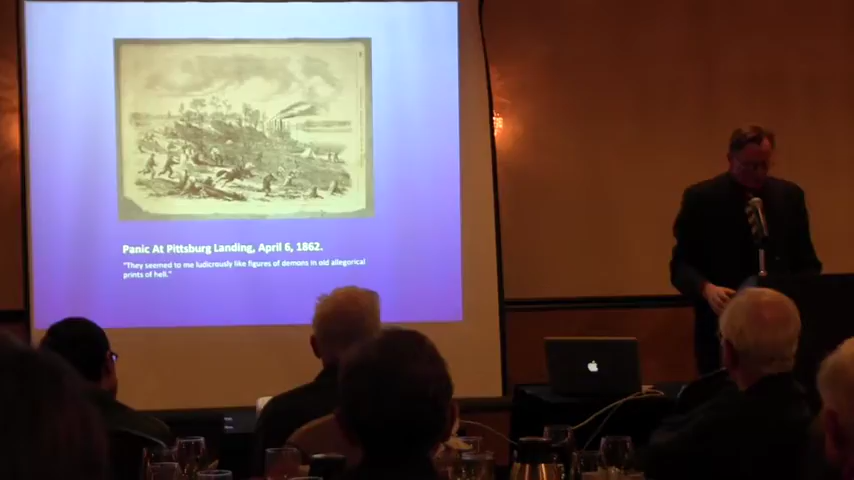 Panic At Pittsburg Landing, April 6, 1862.
"They seemed to me ludicrously like figures of demons in old allegorical
prints of hell."